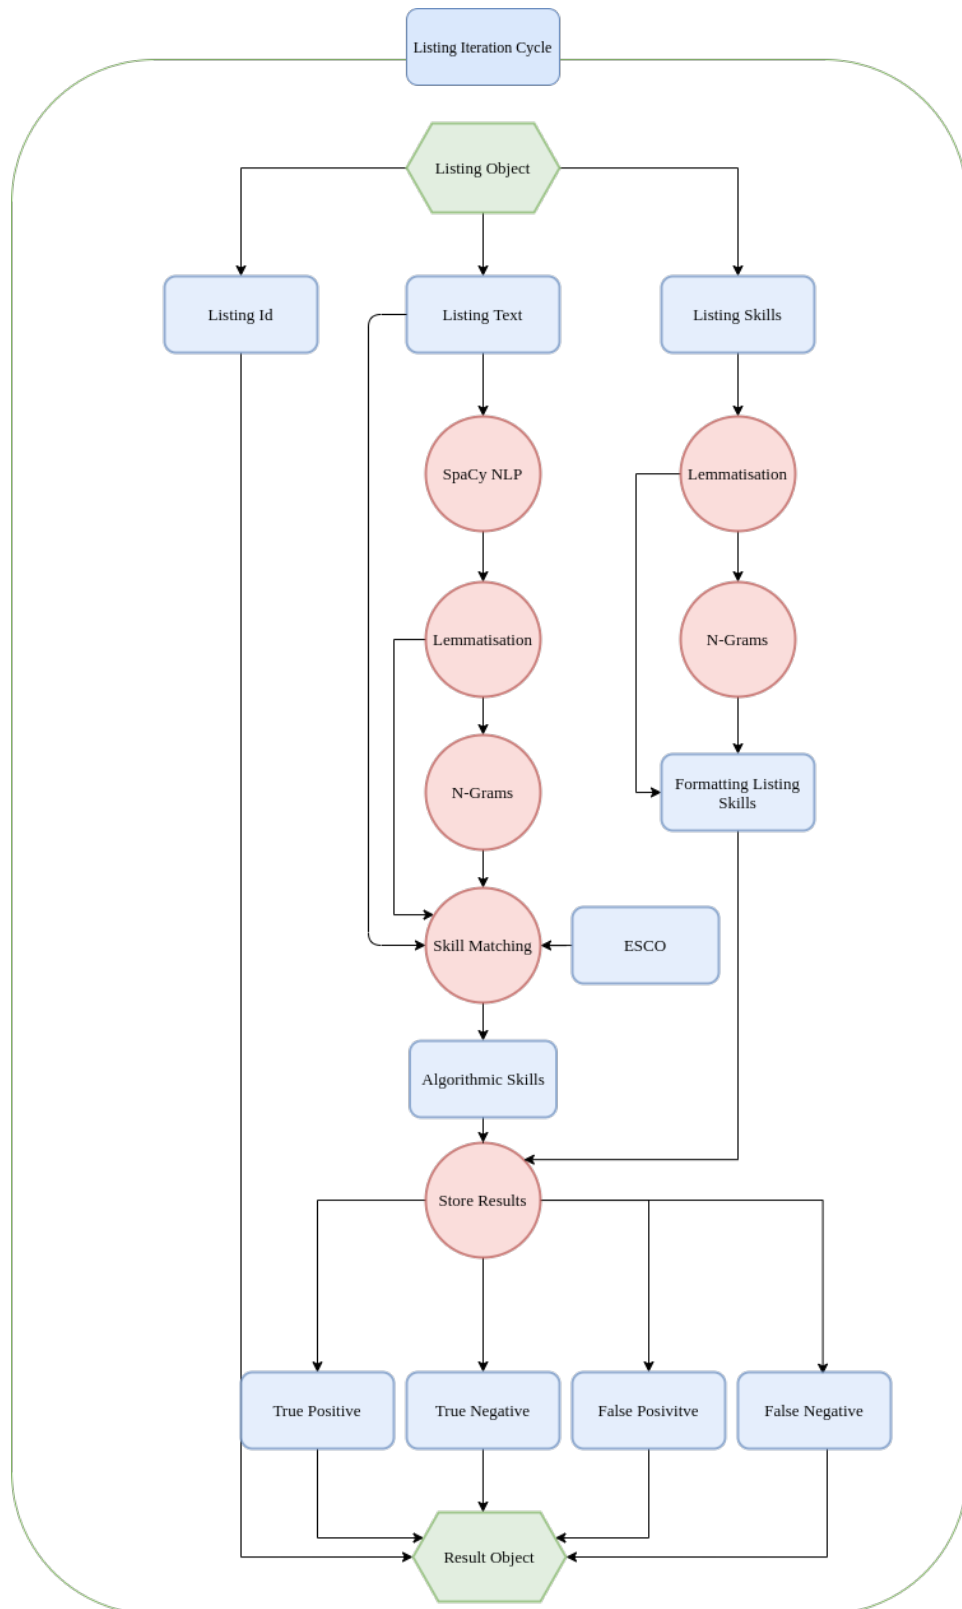 Listing Iteration Cycle
Listing Object
Listing Id
Listing Text
Listing Skills
SpaCy NLP
Lemmatisation
Lemmatisation
N-Grams
N-Grams
Formatting Listing
Skills
Skill Matching
ESCO
Algorithmic Skills
Store Results
True Positive
True Negative
False Posivitve
False Negative
Result Object